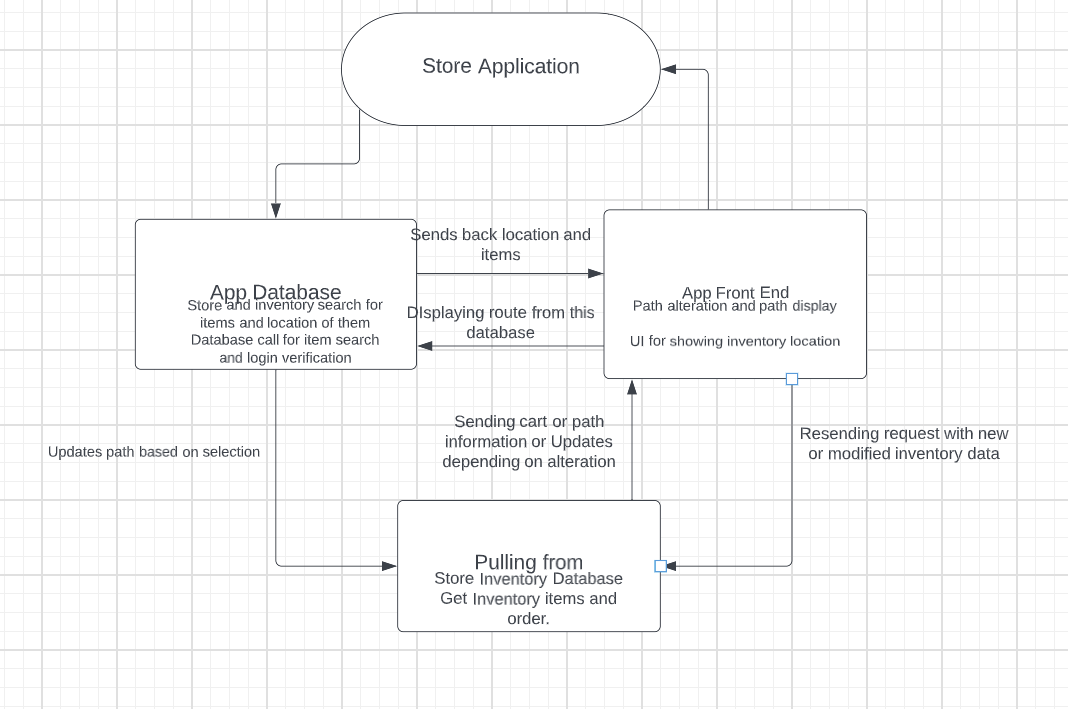 Store Application
Sends back location and
items
App Database
Store and inventory search for
items and location of them
Database call for item search
and login verification
DIsplaying route from this
database
App Front End
Path alteration and path display
UI for showing inventory location
Updates path based on selection
Sending cart or path
information or Updates
depending on alteration
Resending request with new
or modified inventory data
Pulling from
Store Inventory Database
Get Inventory items and
order.